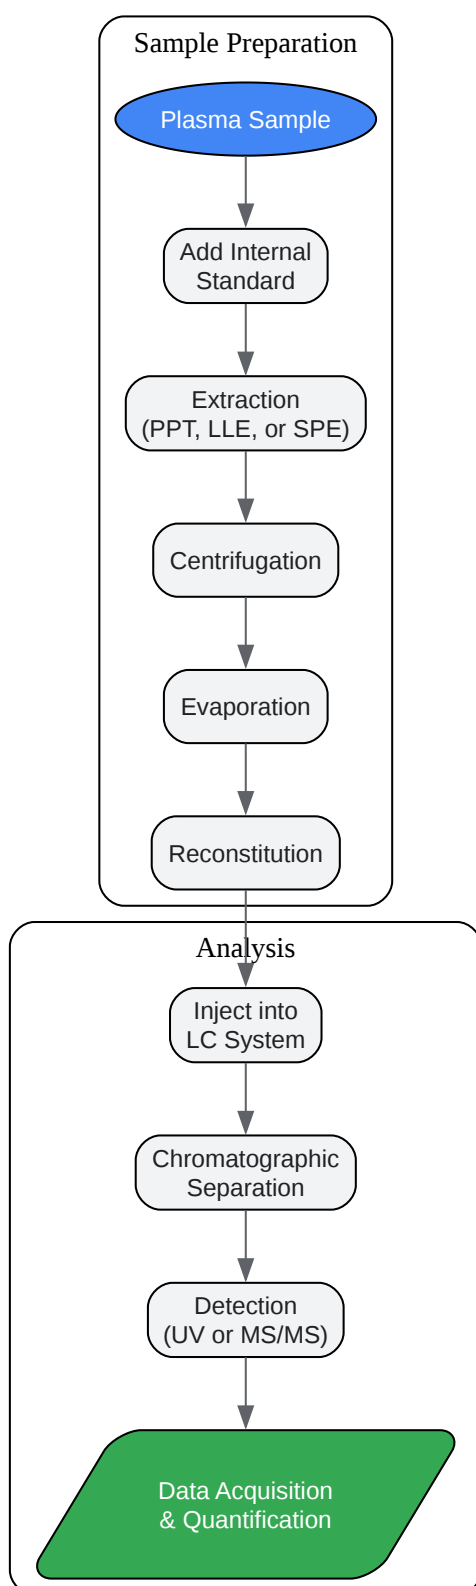 Sample Preparation
Plasma Sample
Add Internal
Standard
Extraction
(PPT, LLE, or SPE)
Centrifugation
Evaporation
Reconstitution
Analysis
Inject into
LC System
Chromatographic
Separation
Detection
(UV or MS/MS)
Data Acquisition
& Quantification